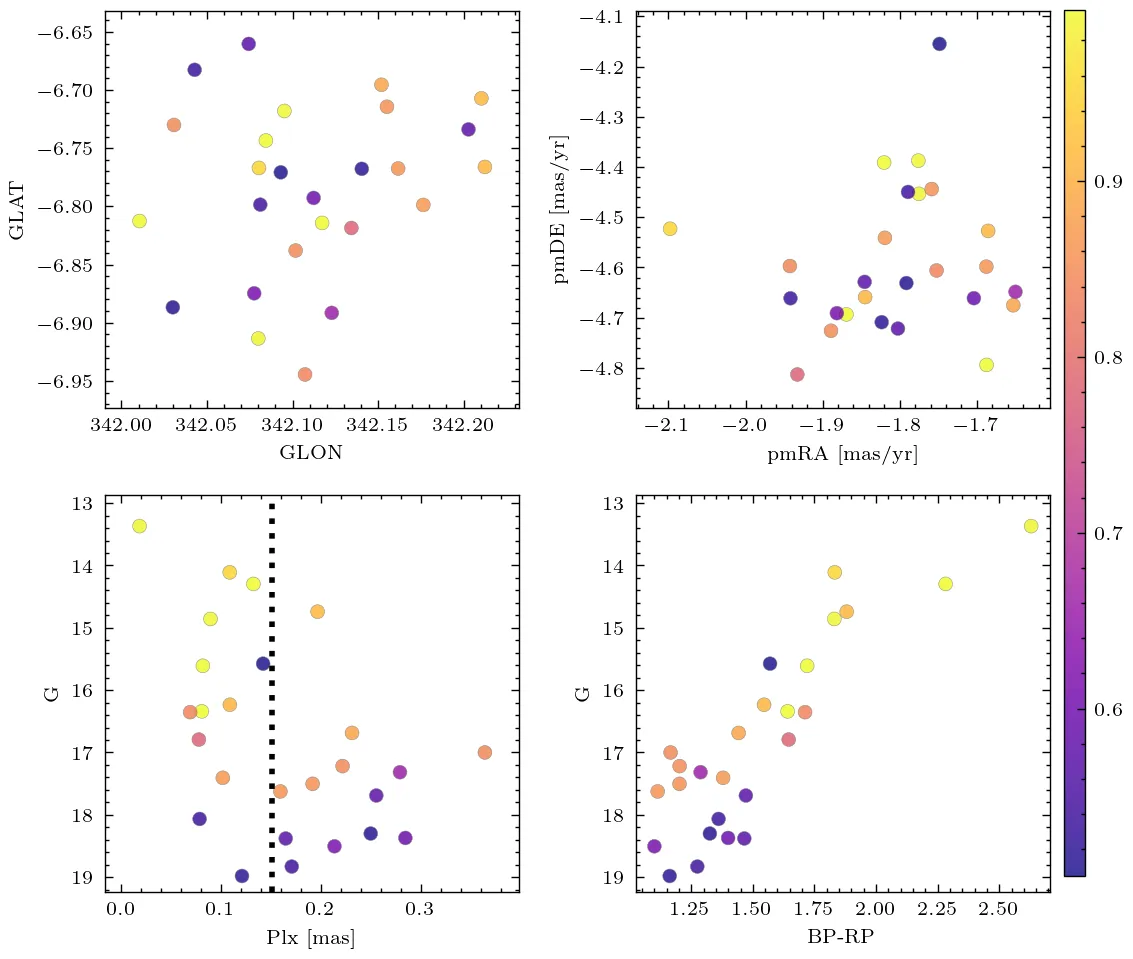 −6.65
−6.70
−6.75
−6.80
−6.85
−6.90
−6.95
GLAT
342.00 342.05 342.10 342.15 342.20
GLON
−4.1
−4.2
−4.3
−4.4
−4.5
−4.6
−4.7
−4.8
pmDE [mas/yr]
−2.1 −2.0 −1.9 −1.8 −1.7
pmRA [mas/yr]
13
14
15
16
17
18
19
G
0.0 0.1 0.2 0.3
Plx [mas]
13
14
15
16
17
18
19
G
1.25 1.50 1.75 2.00 2.25 2.50
BP-RP
0.9
0.8
0.7
0.6